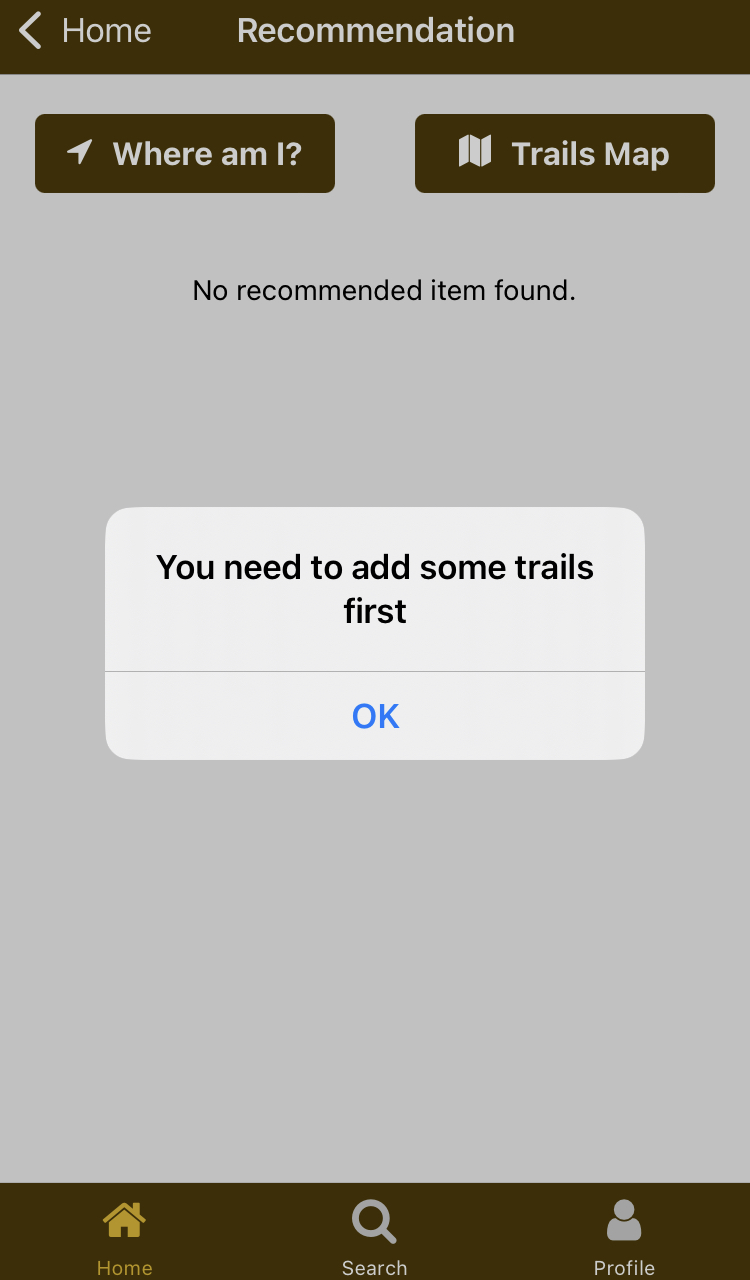 Home Recommendation
Where am I? Trails Map
No recommended item found.
You need to add some trails
first
OK
Home Search Profile